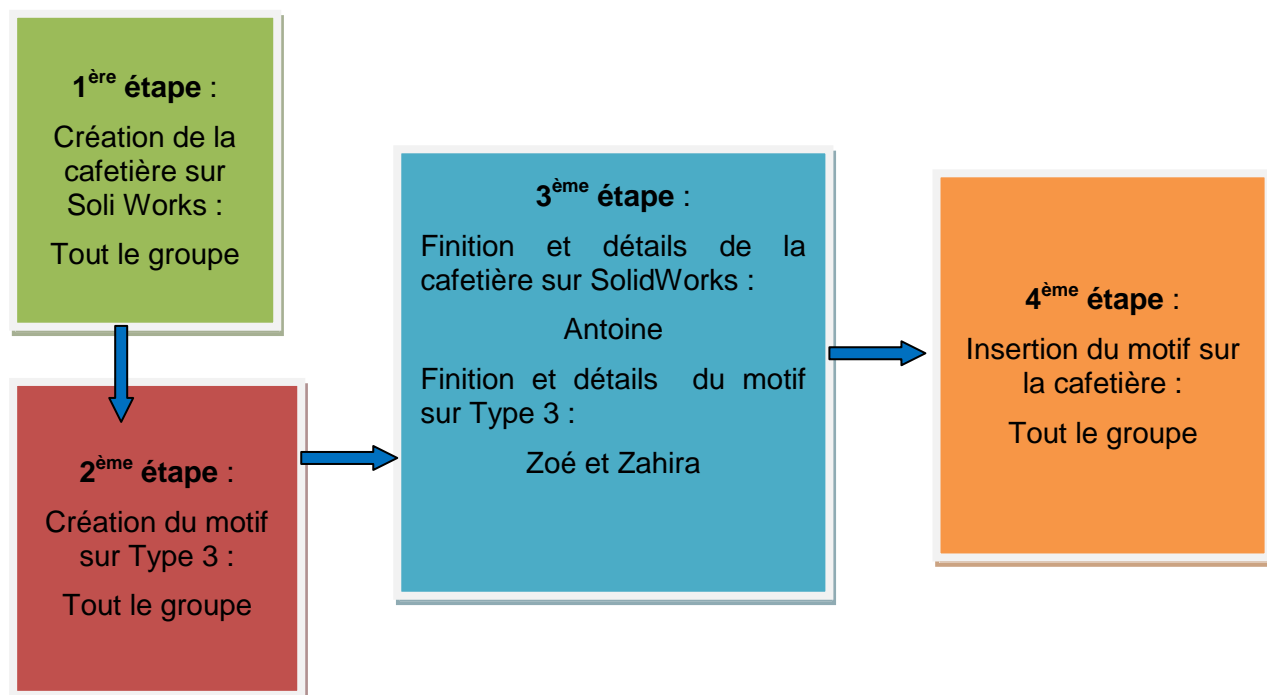 1ère étape :
Création de la
cafetière sur
Soli Works :
Tout le groupe
2ème étape :
Création du motif
sur Type 3 :
Tout le groupe
3ème étape :
Finition et détails de la
cafetière sur SolidWorks :
Antoine
Finition et détails du motif
sur Type 3 :
Zoé et Zahira
4ème étape :
Insertion du motif sur
la cafetière :
Tout le groupe